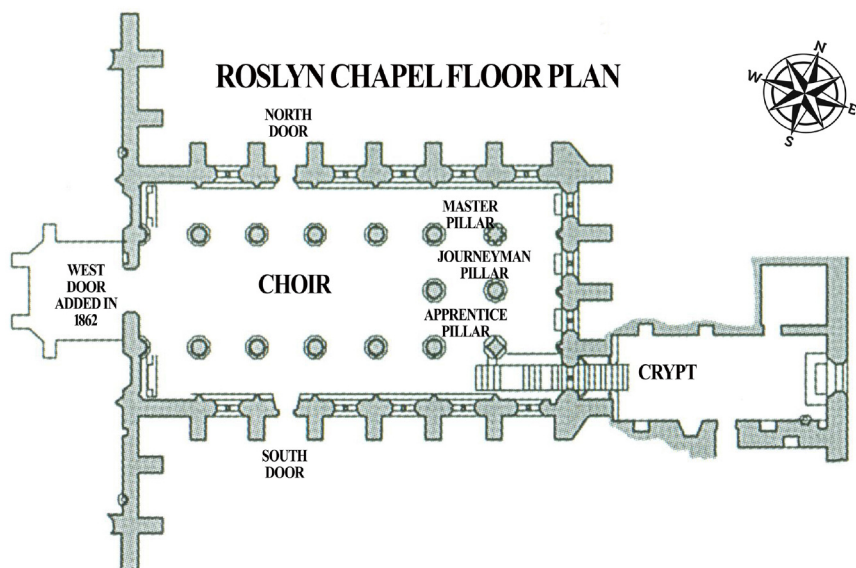 ROSLYN CHAPEL FLOOR PLAN
N
W
E
S
NORTH
DOOR
MASTER
PILLAR
JOURNEYMAN
PILLAR
WEST
DOOR
ADDED IN
1862
CHOIR
APPRENTICE
PILLAR
CRYPT
SOUTH
DOOR